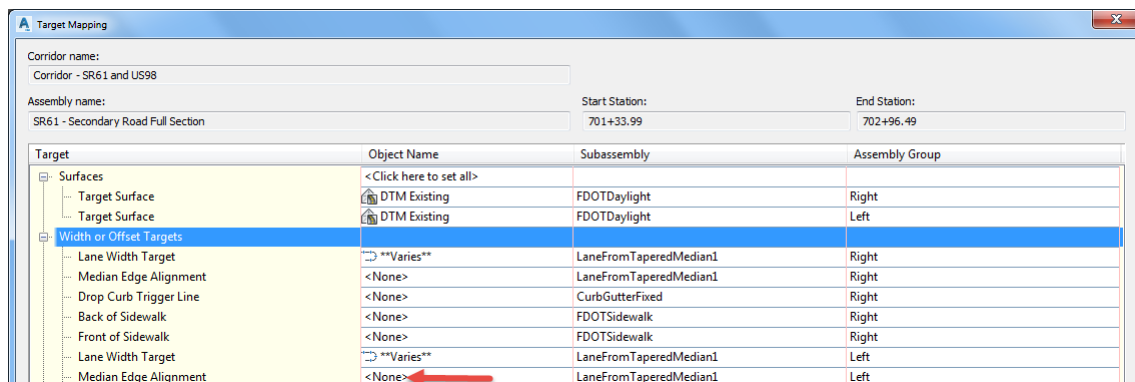 Target Mapping
Corridor name:
Corridor - SR61 and US98
Assembly name: Start Station: End Station:
SR61 - Secondary Road Full Section 701+33.99 702+96.49
Target Object Name Subassembly Assembly Group
Surfaces <Click here to set all>
Target Surface DTM Existing FDOTDaylight Right
Target Surface DTM Existing FDOTDaylight Left
Width or Offset Targets
Lane Width Target **Varies** LaneFromTaperedMedian1 Right
Median Edge Alignment <None> LaneFromTaperedMedian1 Right
Drop Curb Trigger Line <None> CurbGutterFixed Right
Back of Sidewalk <None> FDOTSidewalk Right
Front of Sidewalk <None> FDOTSidewalk Right
Lane Width Target **Varies** LaneFromTaperedMedian1 Left
Median Edge Alignment <None> LaneFromTaperedMedian1 Left